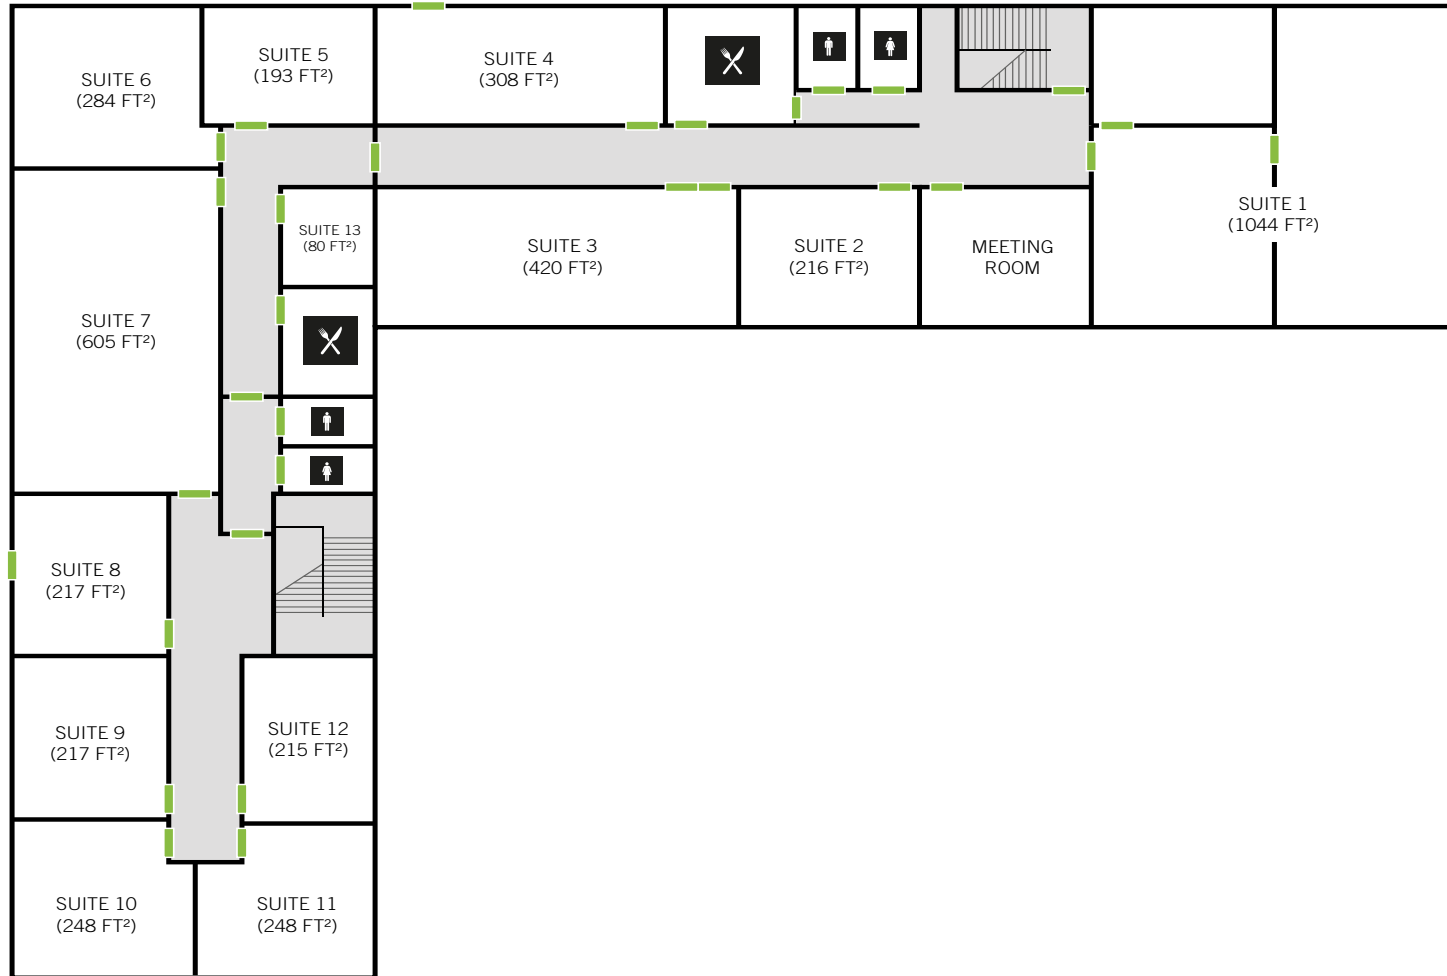 SUITE 6
(284 FT²)
SUITE 5
(193 FT²)
SUITE 4
(308 FT²)
SUITE 1
(1044 FT²)
SUITE 13
(80 FT²)
SUITE 3
(420 FT²)
SUITE 2
(216 FT²)
MEETING
ROOM
SUITE 7
(605 FT²)
SUITE 8
(217 FT²)
SUITE 9
(217 FT²)
SUITE 12
(215 FT²)
SUITE 10
(248 FT²)
SUITE 11
(248 FT²)